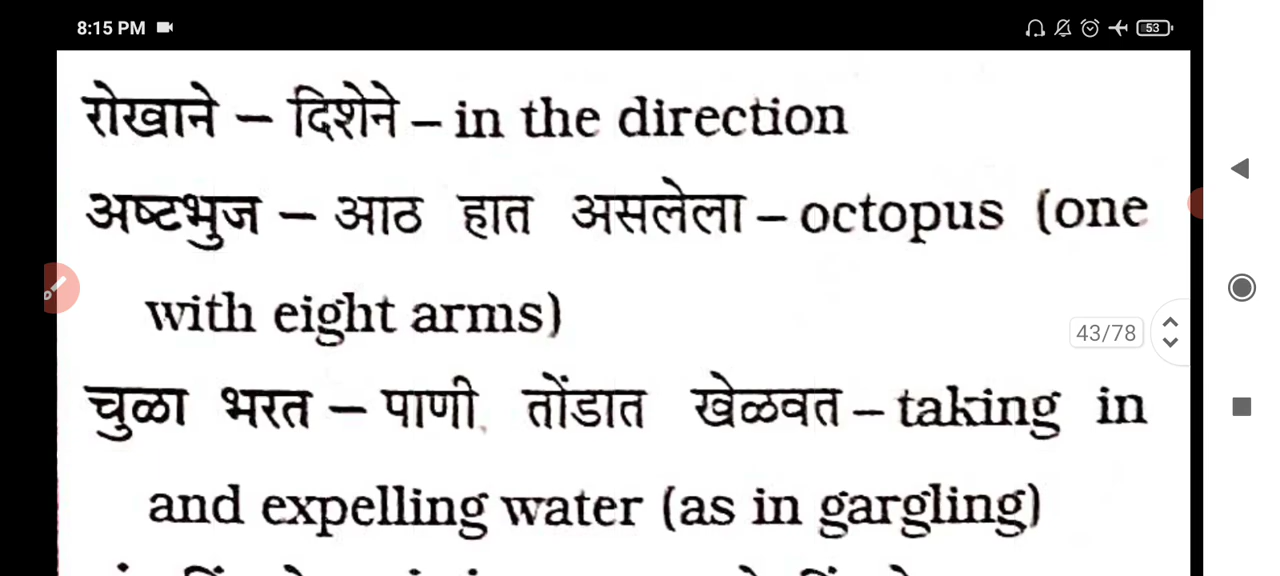 8:15 PM
53
रोखाने – दिशेने – in the direction
अष्टभुज – आठ हात असलेला – octopus (one
with eight arms)
43/78
चुळा भरत – पाणी तोंडात खेळवत – taking in
and expelling water (as in gargling)